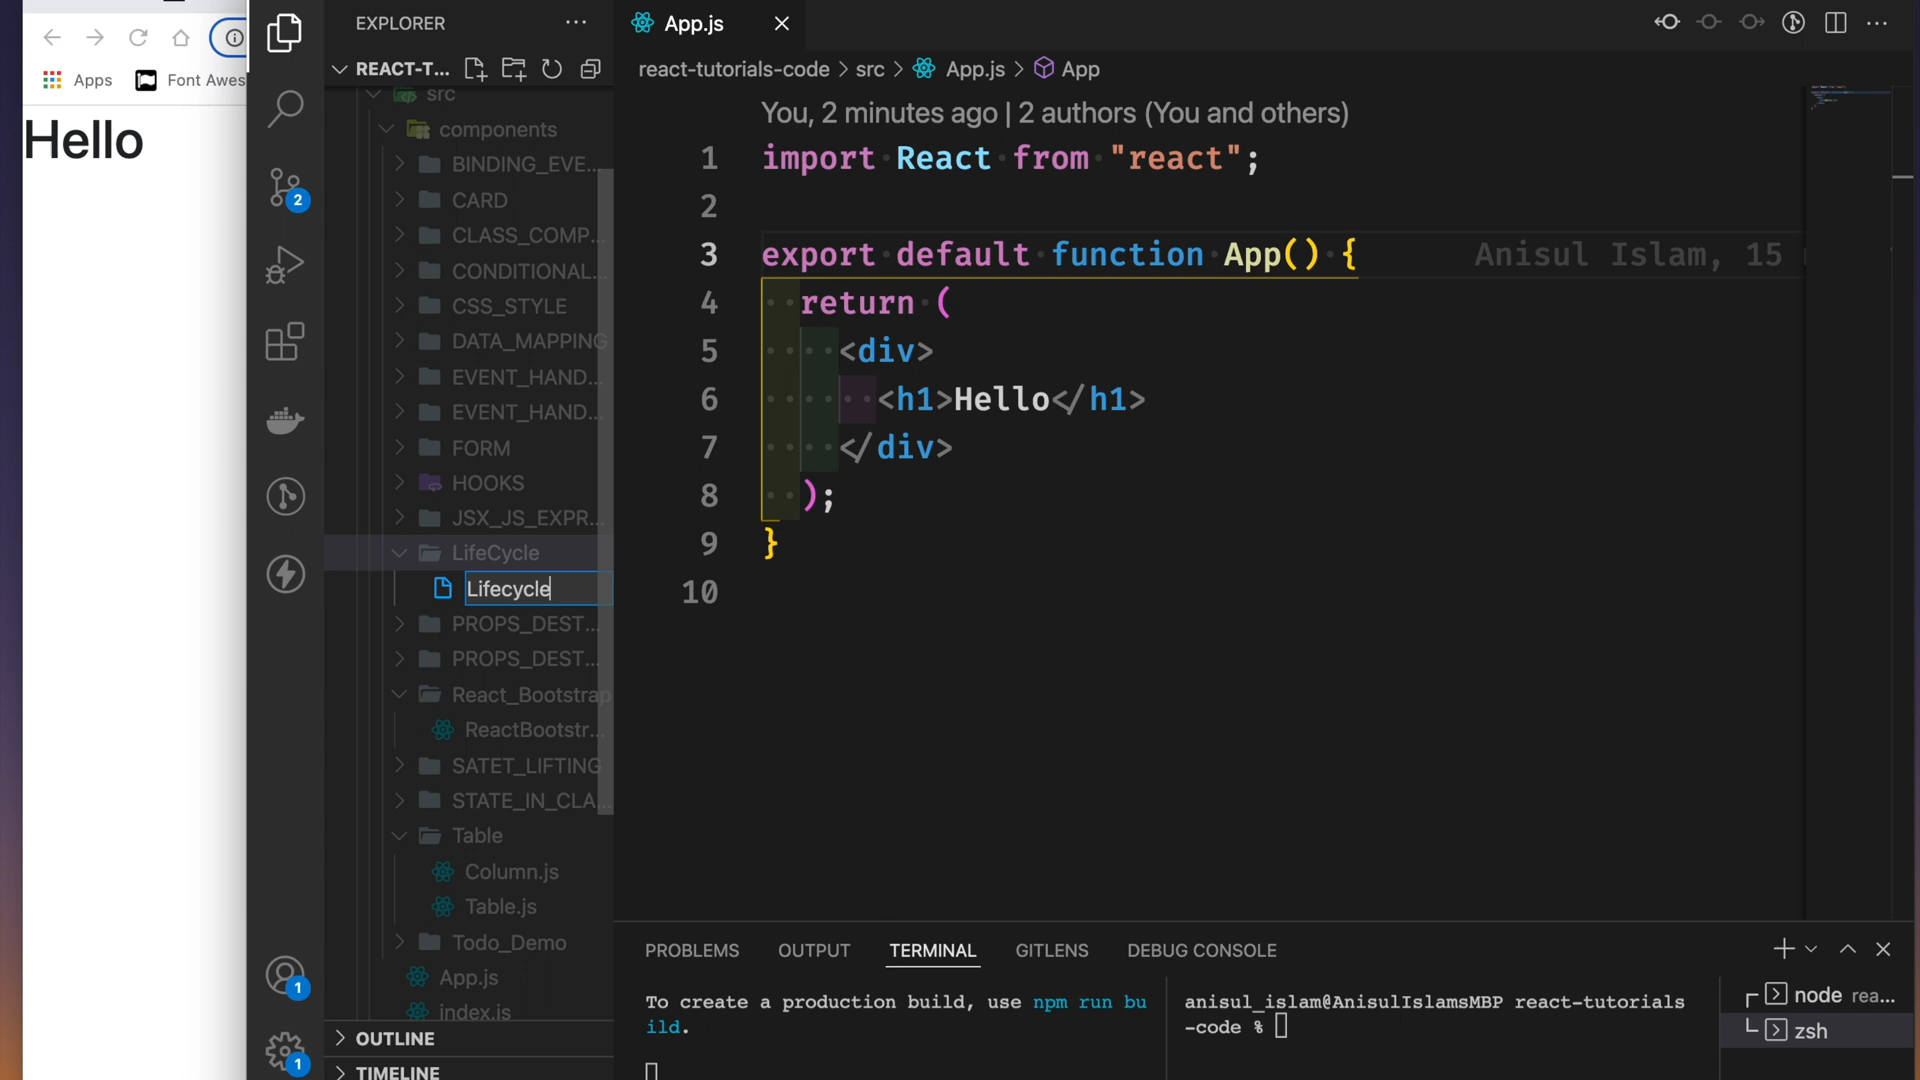 Apps
Font Awes
Hello
EXPLORER
REACT-T...
src
components
BINDING_EVE...
CARD
CLASS_COMP...
CONDITIONAL...
CSS_STYLE
DATA_MAPPING
EVENT_HAND...
EVENT_HAND...
FORM
HOOKS
JSX_JS_EXPR...
LifeCycle
Lifecycle
PROPS_DEST...
PROPS_DEST...
React_Bootstrap
ReactBootstr...
SATET_LIFTING
STATE_IN_CLA...
Table
Column.js
Table.js
Todo_Demo
App.js
index.js
OUTLINE
TIMELINE
2
1
1
App.js
react-tutorials-code > src > App.js > App
You, 2 minutes ago | 2 authors (You and others)
1 import React from "react";
2
3 export default function App() { Anisul Islam, 15
4 return (
5 <div>
6 <h1>Hello</h1>
7 </div>
8 );
9 }
10
PROBLEMS OUTPUT TERMINAL GITLENS DEBUG CONSOLE
To create a production build, use npm run bu
ild.
anisul_islam@AnisulIslamsMBP react-tutorials
-code %
node rea...
zsh